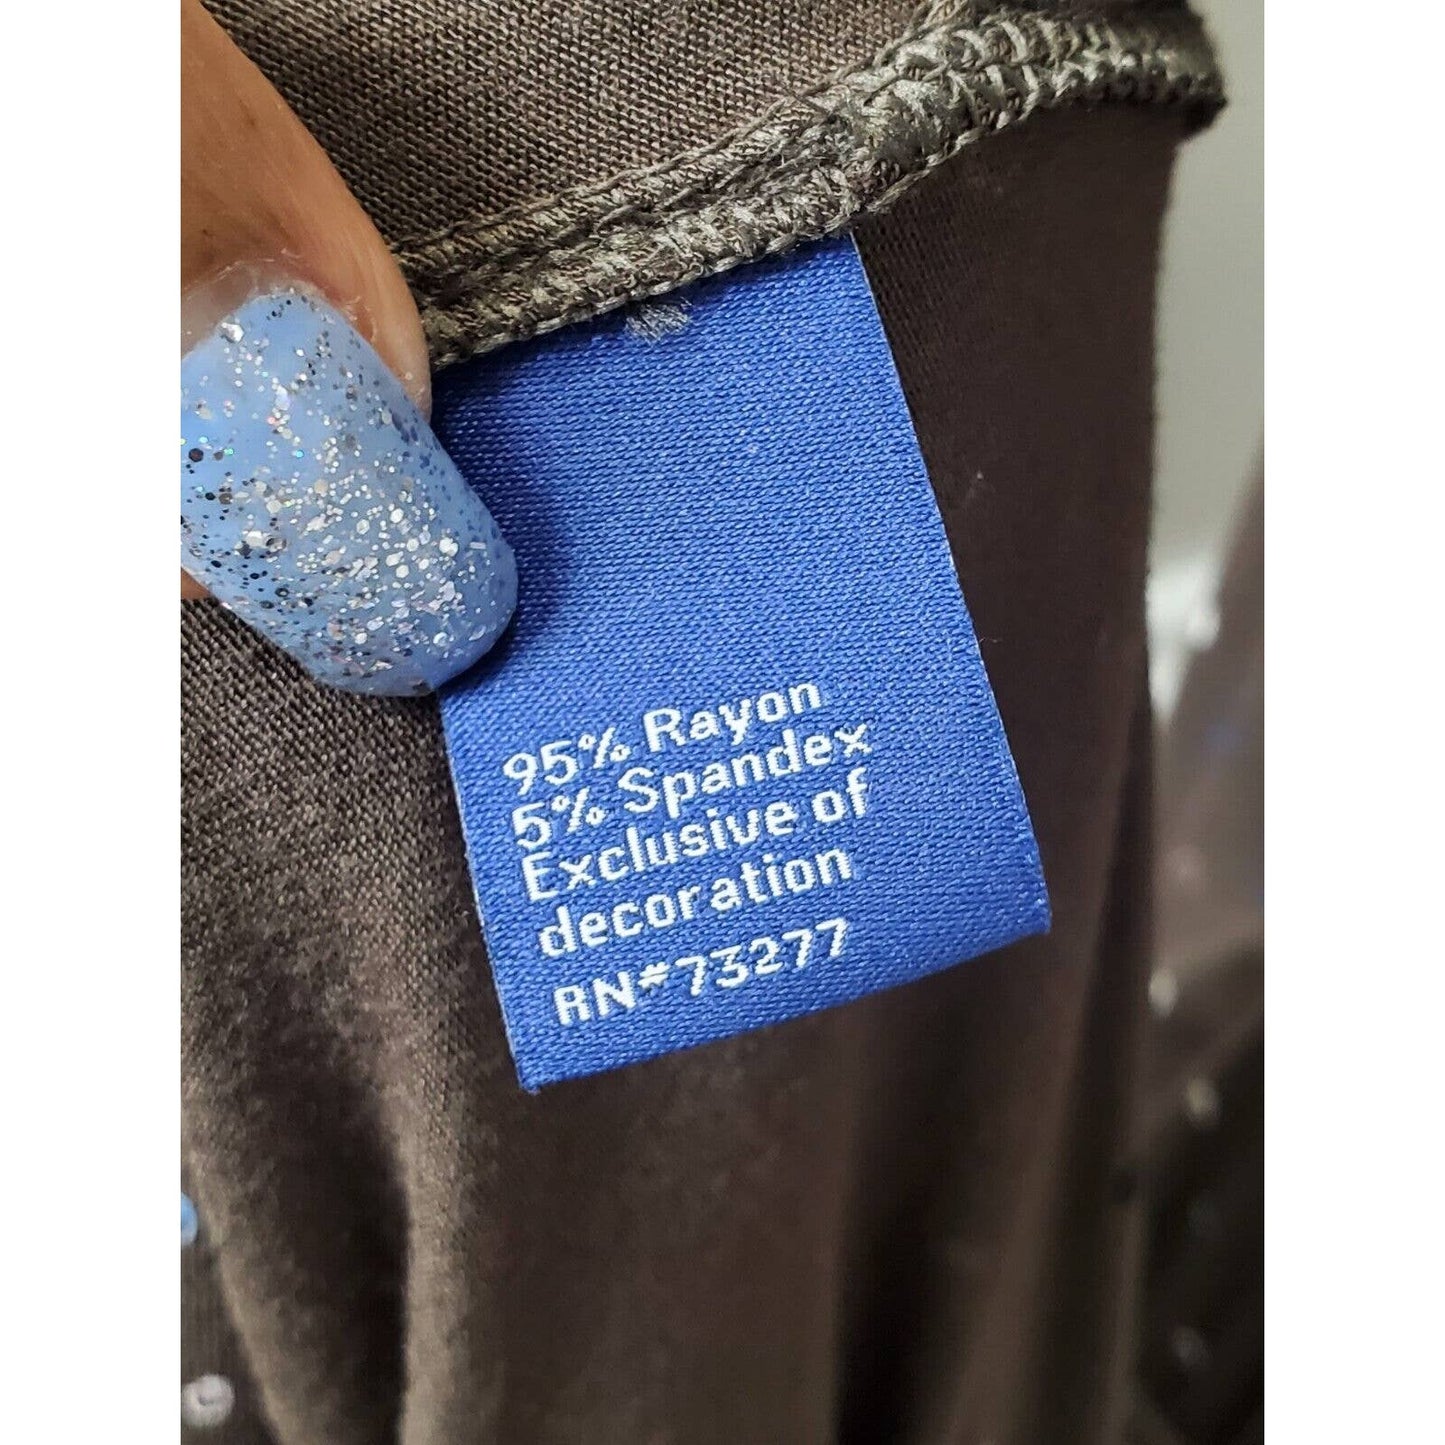 95% Rayon
5% Spandex
Exclusive of
decoration
RN#73277